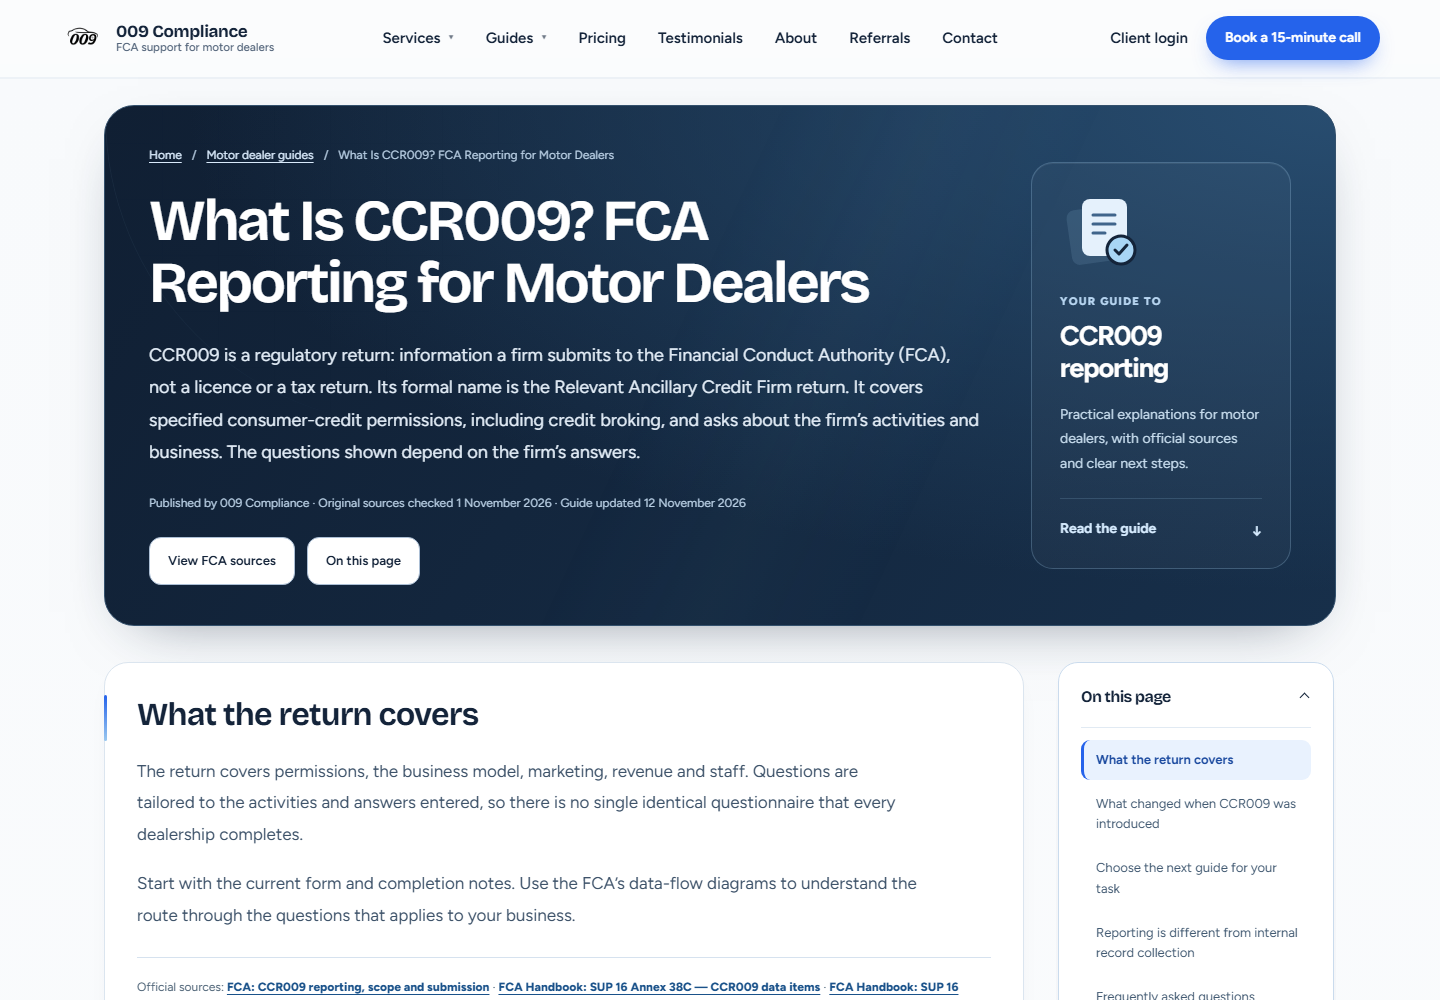 009
009 Compliance
FCA support for motor dealers
Services
Guides
Pricing
Testimonials
About
Referrals
Contact
Client login
Book a 15-minute call
Home / Motor dealer guides / What Is CCR009? FCA Reporting for Motor Dealers
What Is CCR009? FCA
Reporting for Motor Dealers
CCR009 is a regulatory return: information a firm submits to the Financial Conduct Authority (FCA),
not a licence or a tax return. Its formal name is the Relevant Ancillary Credit Firm return. It covers
specified consumer-credit permissions, including credit broking, and asks about the firm’s activities and
business. The questions shown depend on the firm’s answers.
Published by 009 Compliance · Original sources checked 1 November 2026 · Guide updated 12 November 2026
View FCA sources
On this page
YOUR GUIDE TO
CCR009
reporting
Practical explanations for motor
dealers, with official sources
and clear next steps.
Read the guide ↓
What the return covers
The return covers permissions, the business model, marketing, revenue and staff. Questions are
tailored to the activities and answers entered, so there is no single identical questionnaire that every
dealership completes.
Start with the current form and completion notes. Use the FCA’s data-flow diagrams to understand the
route through the questions that applies to your business.
Official sources: FCA: CCR009 reporting, scope and submission · FCA Handbook: SUP 16 Annex 38C — CCR009 data items · FCA Handbook: SUP 16
On this page
What the return covers
What changed when CCR009 was
introduced
Choose the next guide for your
task
Reporting is different from internal
record collection
Frequently asked questions